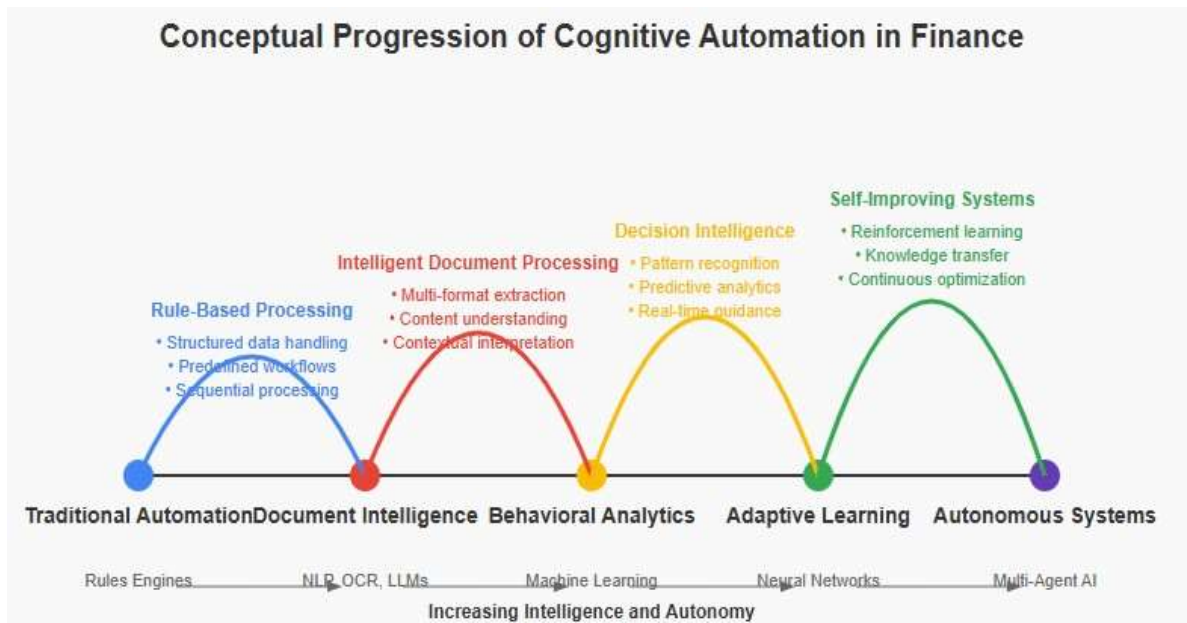 Conceptual Progression of Cognitive Automation in Finance
Rule-Based Processing
• Structured data handling
• Predefined workflows
• Sequential processing
Intelligent Document Processing
• Multi-format extraction
• Content understanding
• Contextual interpretation
Decision Intelligence
• Pattern recognition
• Predictive analytics
• Real-time guidance
Self-Improving Systems
• Reinforcement learning
• Knowledge transfer
• Continuous optimization
Traditional Automation
Document Intelligence
Behavioral Analytics
Adaptive Learning
Autonomous Systems
Rules Engines
NLP, OCR, LLMs
Machine Learning
Neural Networks
Multi-Agent AI
Increasing Intelligence and Autonomy